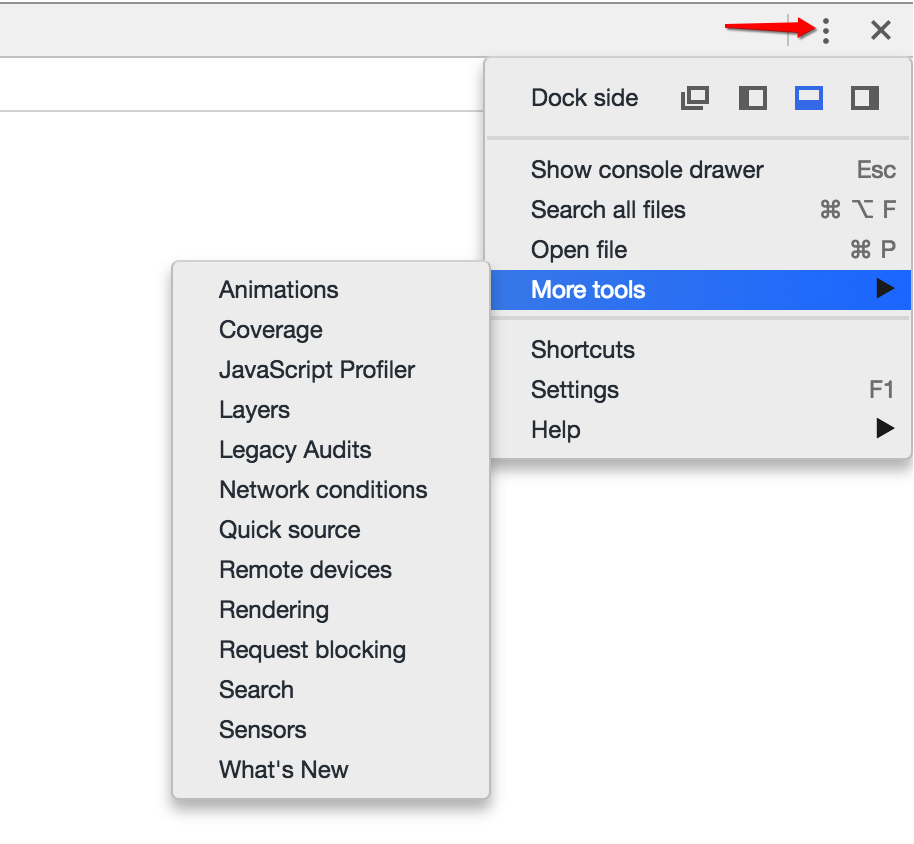 Dock side
Show console drawer Esc
Search all files ⌘ ⌥ F
Open file ⌘ P
More tools ▶
Shortcuts
Settings F1
Help ▶
Animations
Coverage
JavaScript Profiler
Layers
Legacy Audits
Network conditions
Quick source
Remote devices
Rendering
Request blocking
Search
Sensors
What's New